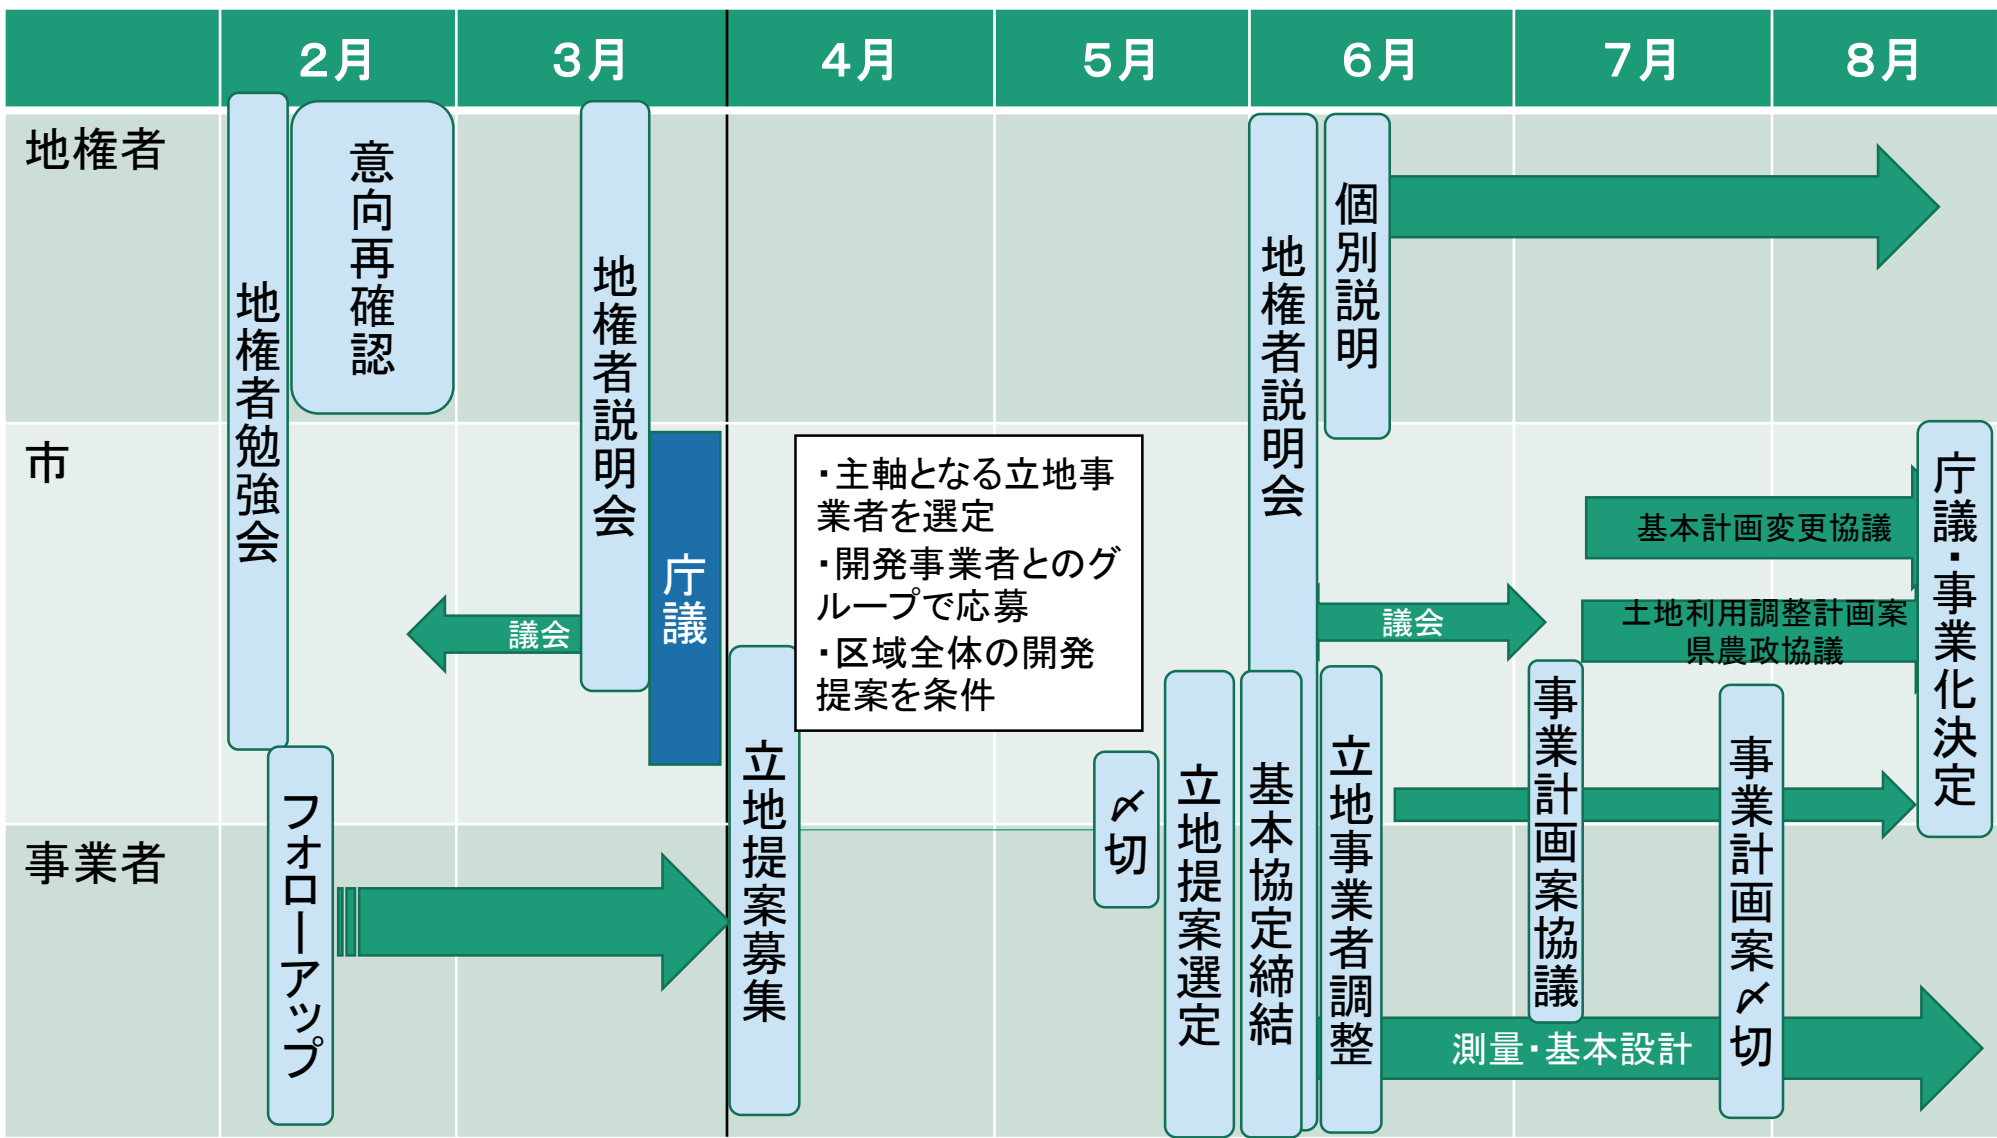 2月
3月
4月
5月
6月
7月
8月
地権者
市
事業者
地権者勉強会
意向再確認
フォローアップ
地権者説明会
議会
庁議
立地提案募集
・主軸となる立地事
業者を選定
・開発事業者とのグ
ループで応募
・区域全体の開発
提案を条件
〆切
立地提案選定
基本協定締結
地権者説明会
個別説明
議会
立地事業者調整
測量・基本設計
事業計画案協議
基本計画変更協議
土地利用調整計画案
県農政協議
事業計画案〆切
庁議・事業化決定